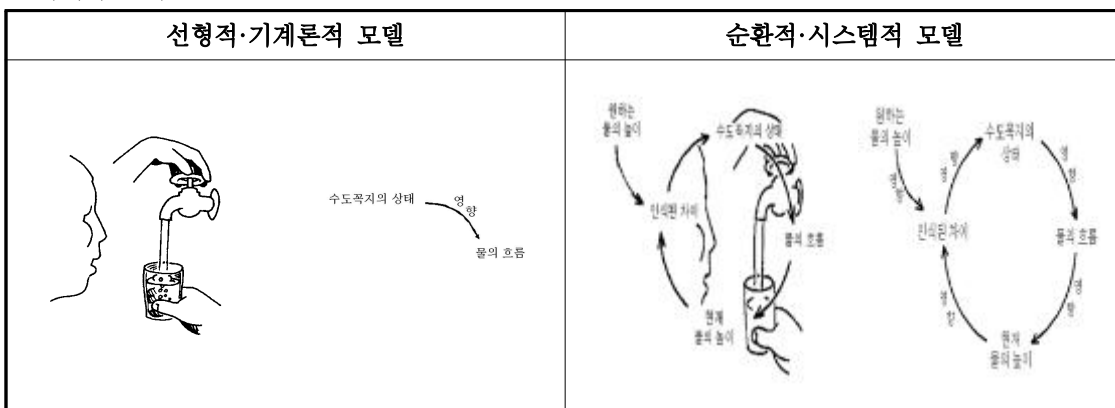 선형적·기계론적 모델
순환적·시스템적 모델
수도꼭지의 상태
영향
물의 흐름
원하는
물의 높이
수도꼭지의 상태
인식된 차이
물의 흐름
현재
물의 높이
원하는
물의 높이
영향
수도꼭지의
상태
영향
영향
인식된 차이
물의 흐름
영향
영향
현재
물의 높이